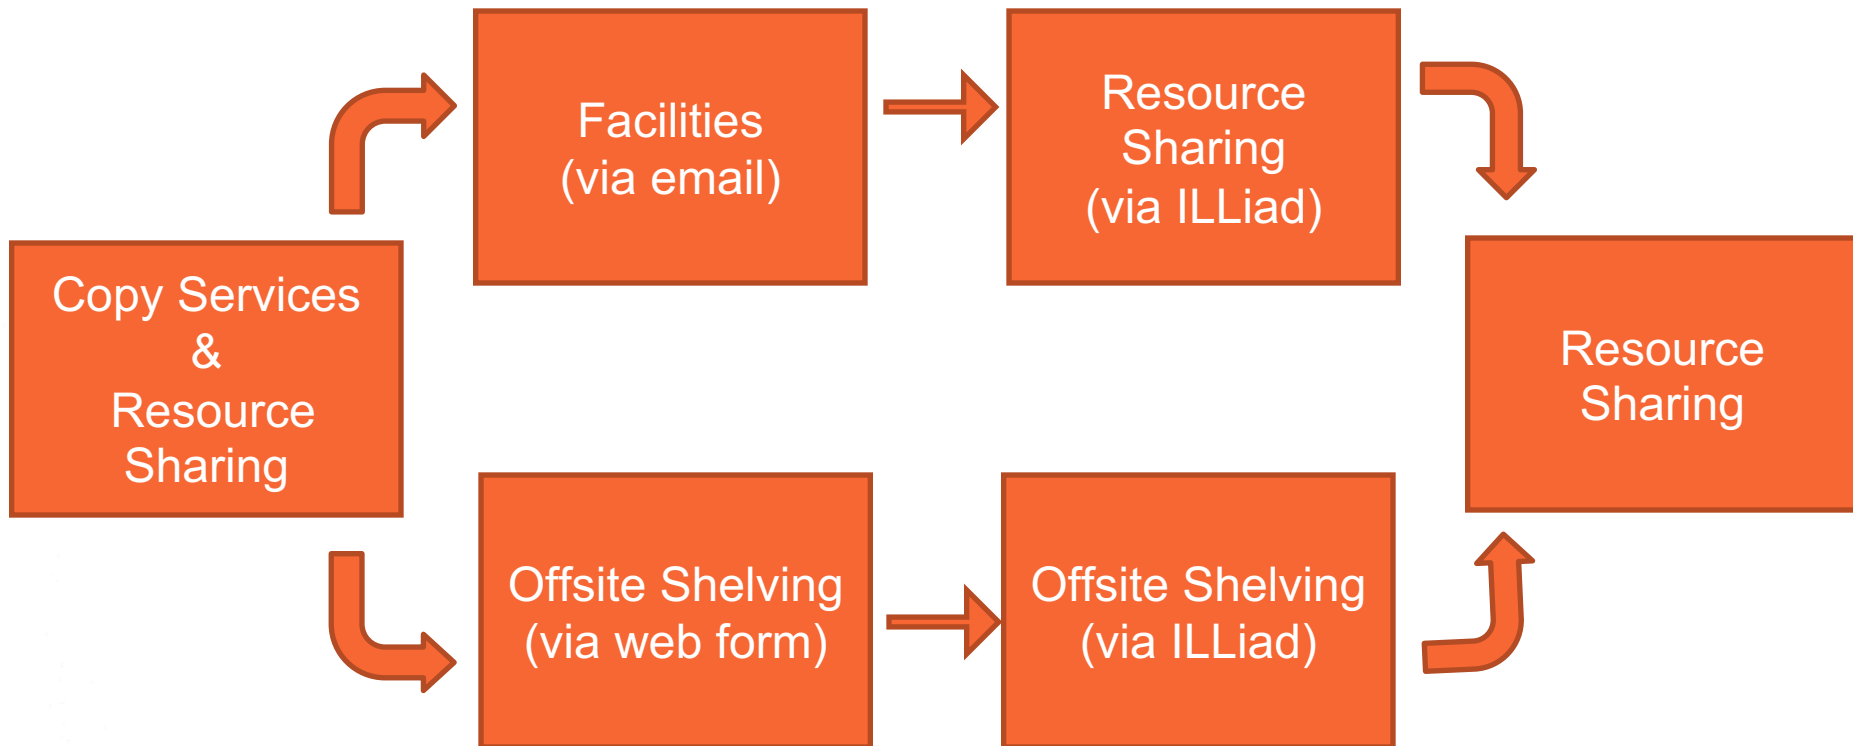 Copy Services
&
Resource
Sharing
Facilities
(via email)
Resource
Sharing
(via ILLiad)
Offsite Shelving
(via web form)
Offsite Shelving
(via ILLiad)
Resource
Sharing